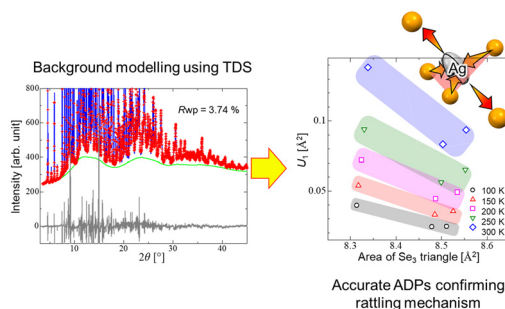 Background modelling using TDS
Rwp = 3.74 %
Intensity [arb. unit]
800
600
400
200
0
10
20
30
40
2θ [°]
Ag
U1 [Å2]
0.1
0.05
100 K
150 K
200 K
250 K
300 K
8.3
8.4
8.5
8.6
Area of Se3 triangle [Å2]
Accurate ADPs confirming
rattling mechanism